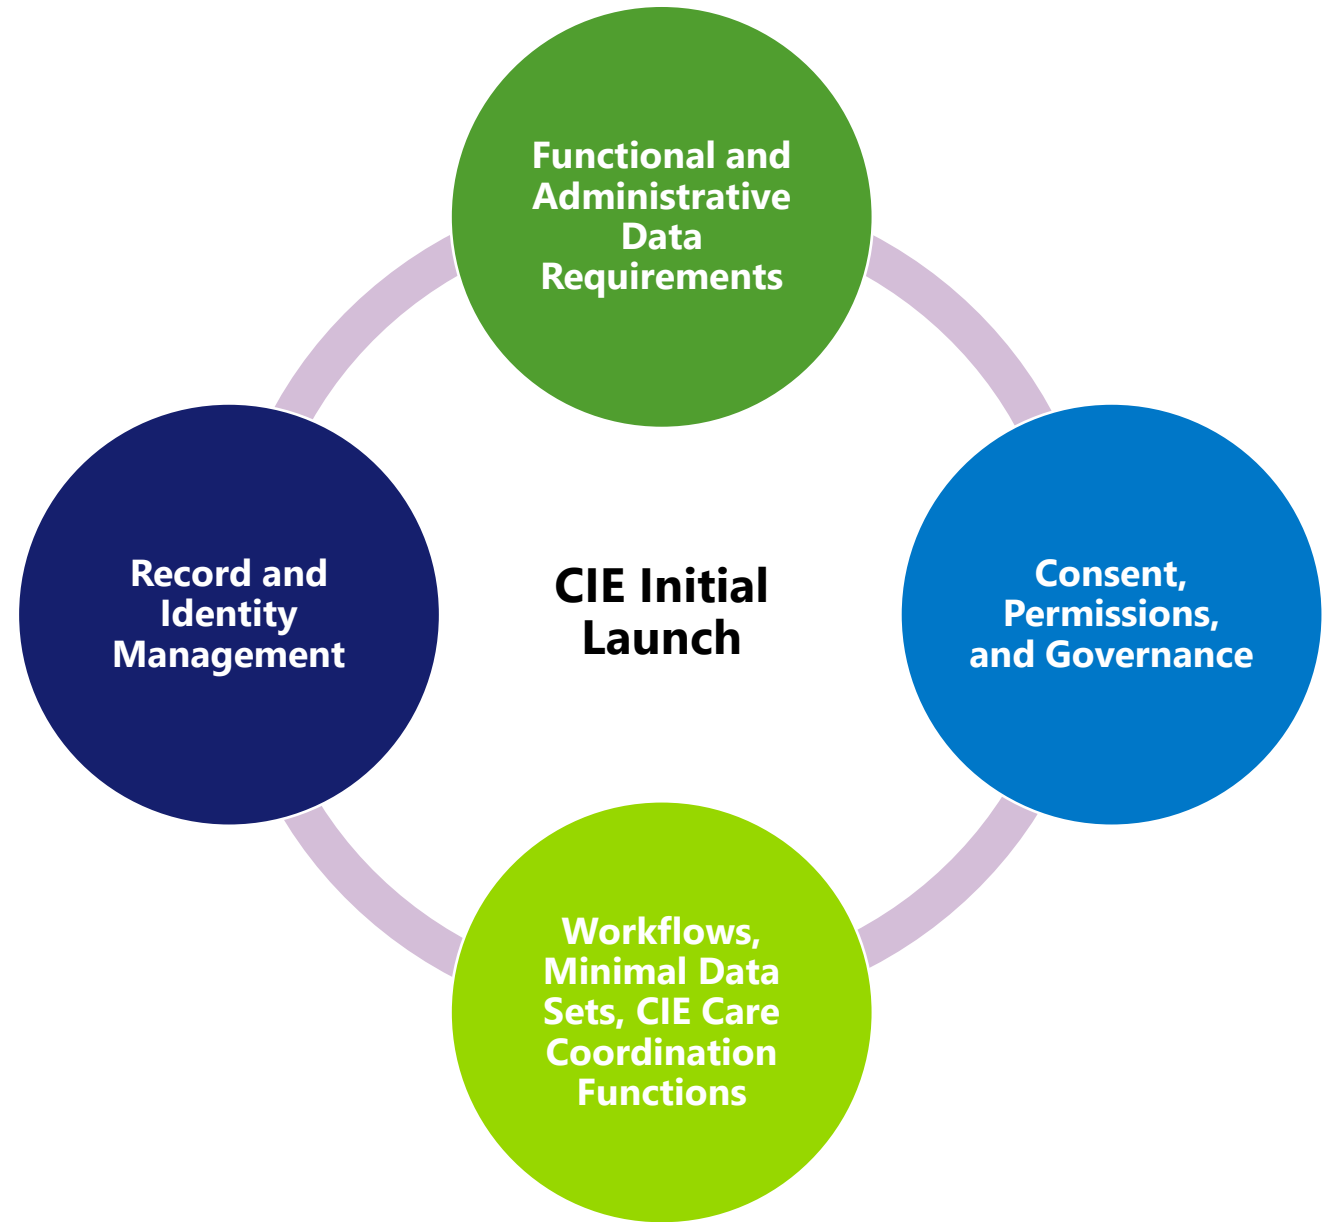 Functional and
Administrative
Data
Requirements
Record and
Identity
Management
CIE Initial
Launch
Consent,
Permissions,
and Governance
Workflows,
Minimal Data
Sets, CIE Care
Coordination
Functions